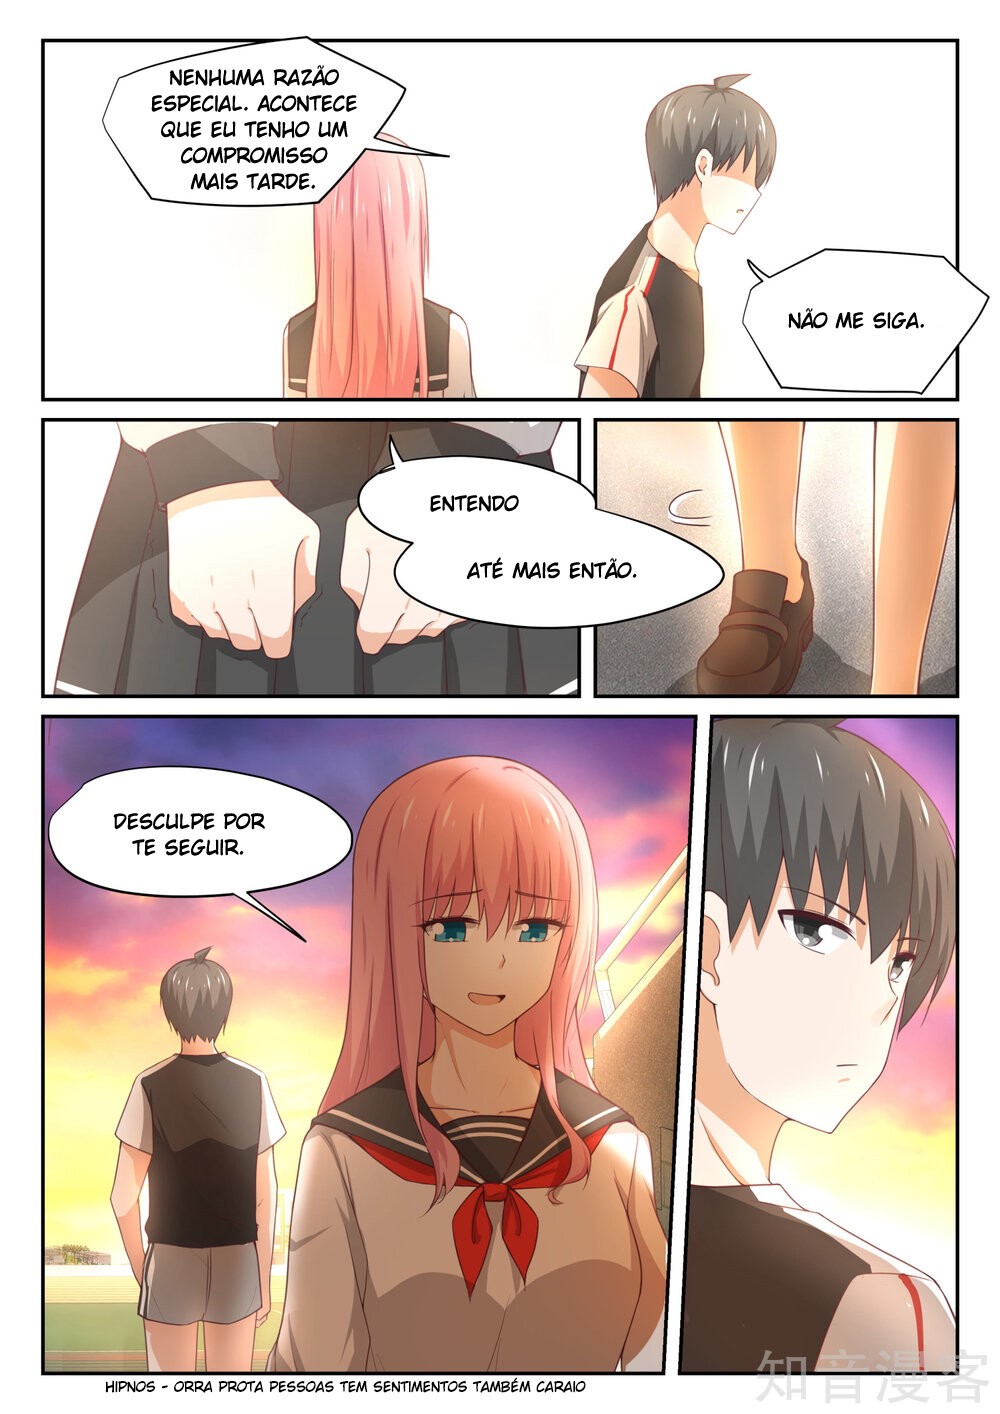 NENHUMA RAZÃO
ESPECIAL. ACONTECE
QUE EU TENHO UM
COMPROMISSO
MAIS TARDE.
NÃO ME SIGA.
ENTENDO
ATÉ MAIS ENTÃO.
DESCULPE POR
TE SEGUIR.
HIPNOS - ORRA PROTA PESSOAS TEM SENTIMENTOS TAMBÉM CARAIO
知音漫客